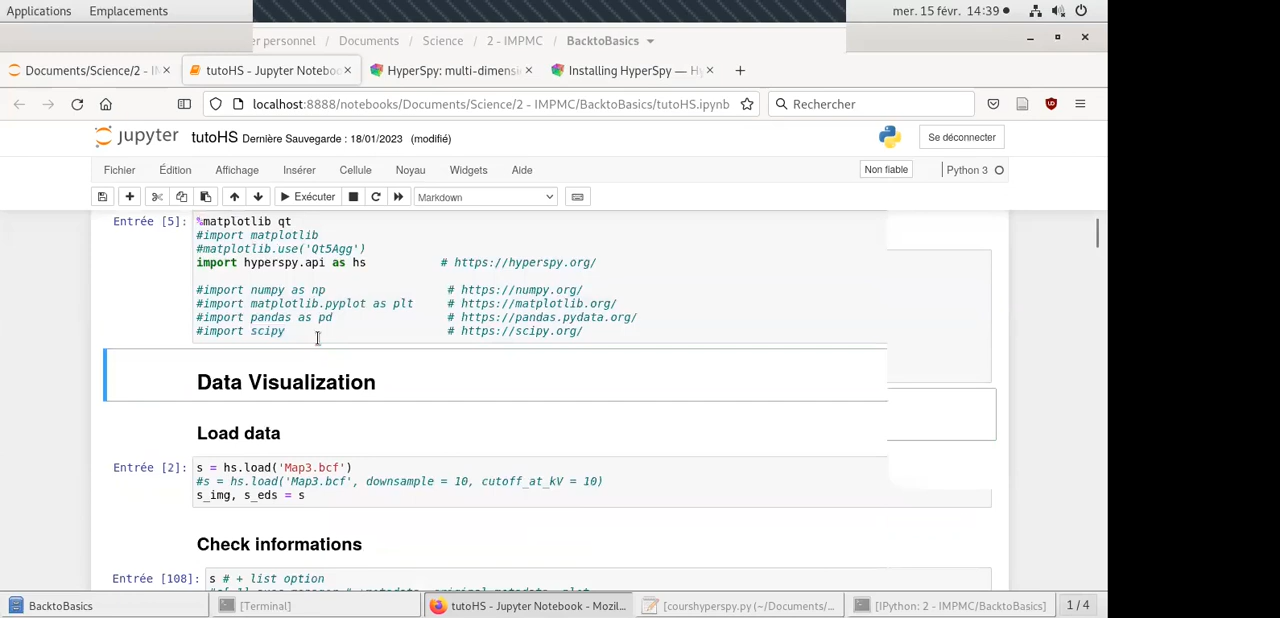 Applications Emplacements mer. 15 févr. 14:39
er personnel Documents Science 2 - IMPMC BacktoBasics
Documents/Science/2 - I tutoHS - Jupyter Notebo HyperSpy: multi-dimensi Installing HyperSpy — Hy
localhost:8888/notebooks/Documents/Science/2 - IMPMC/BacktoBasics/tutoHS.ipynb Rechercher
jupyter tutoHS Dernière Sauvegarde : 18/01/2023 (modifié) Se déconnecter
Fichier Édition Affichage Insérer Cellule Noyau Widgets Aide Non fiable Python 3
Exécuter Markdown
Entrée [5]: %matplotlib qt
#import matplotlib
#matplotlib.use('Qt5Agg')
import hyperspy.api as hs # https://hyperspy.org/
#import numpy as np # https://numpy.org/
#import matplotlib.pyplot as plt # https://matplotlib.org/
#import pandas as pd # https://pandas.pydata.org/
#import scipy # https://scipy.org/
Data Visualization
Load data
Entrée [2]: s = hs.load('Map3.bcf')
#s = hs.load('Map3.bcf', downsample = 10, cutoff_at_kV = 10)
s_img, s_eds = s
Check informations
Entrée [108]: s # + list option
BacktoBasics [Terminal] tutoHS - Jupyter Notebook - Mozil... [courshyperspy.py (~/Documents/... [IPython: 2 - IMPMC/BacktoBasics] 1 / 4